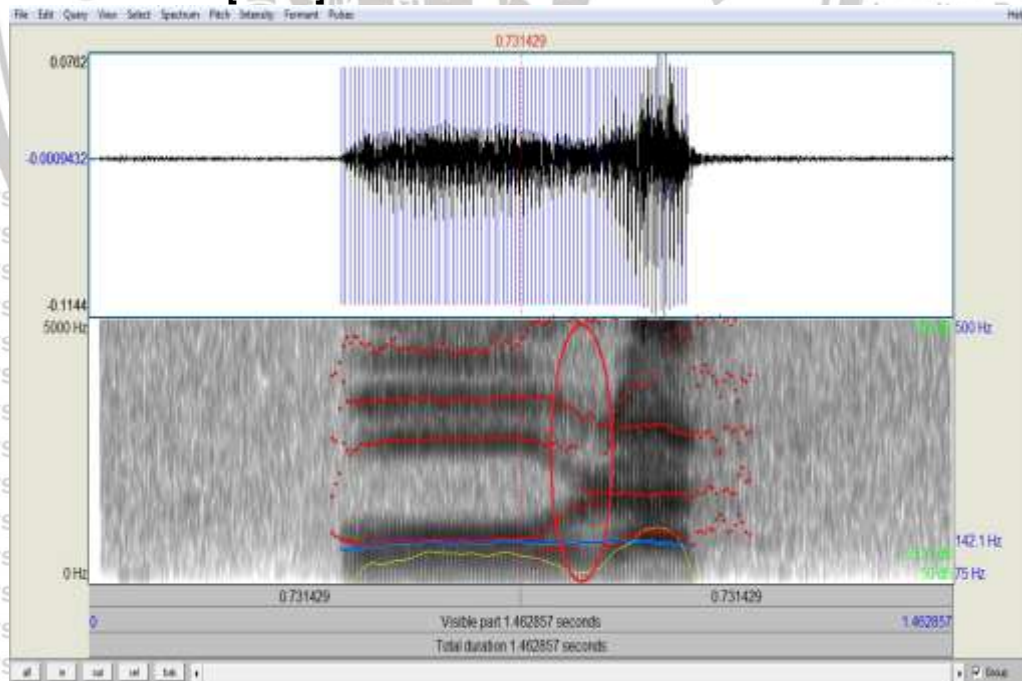 File Edit Query View Select Spectrum Pitch Intensity Formant Pulses
0.731429
0.0762
-0.0009432
-0.1144
5000 Hz
500 Hz
142.1 Hz
0 Hz
75 Hz
0.731429 0.731429
0 Visible part 1.462857 seconds 1.462857
Total duration 1.462857 seconds
all in out sel bak
Group